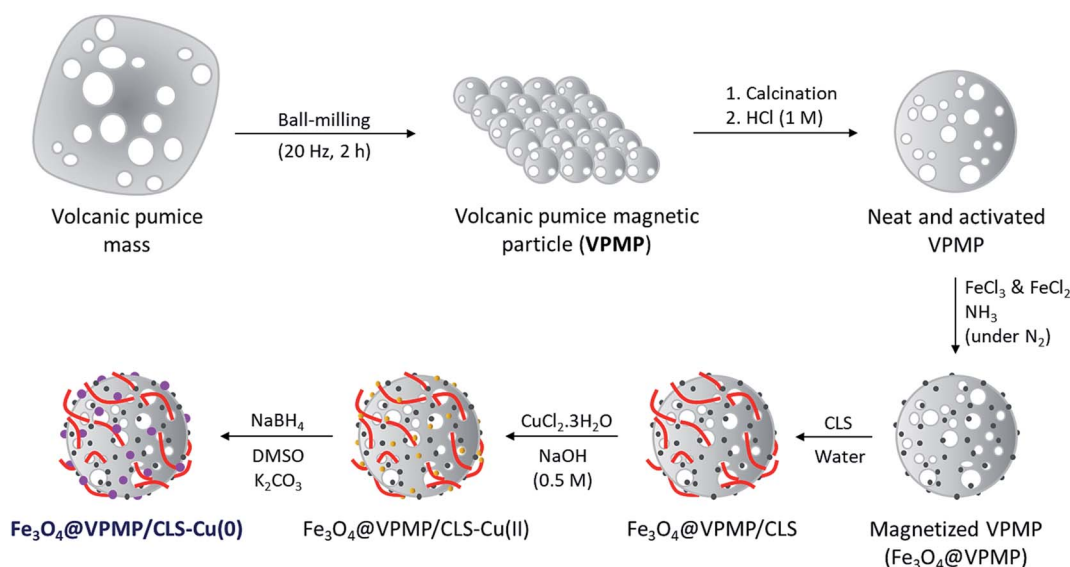 Ball-milling
(20 Hz, 2 h)
1. Calcination
2. HCl (1 M)
Volcanic pumice
mass
Volcanic pumice magnetic
particle (VPMP)
Neat and activated
VPMP
FeCl₃ & FeCl₂
NH₃
(under N₂)
NaBH₄
DMSO
K₂CO₃
CuCl₂.3H₂O
NaOH
(0.5 M)
CLS
Water
Fe₃O₄@VPMP/CLS-Cu(0)
Fe₃O₄@VPMP/CLS-Cu(II)
Fe₃O₄@VPMP/CLS
Magnetized VPMP
(Fe₃O₄@VPMP)